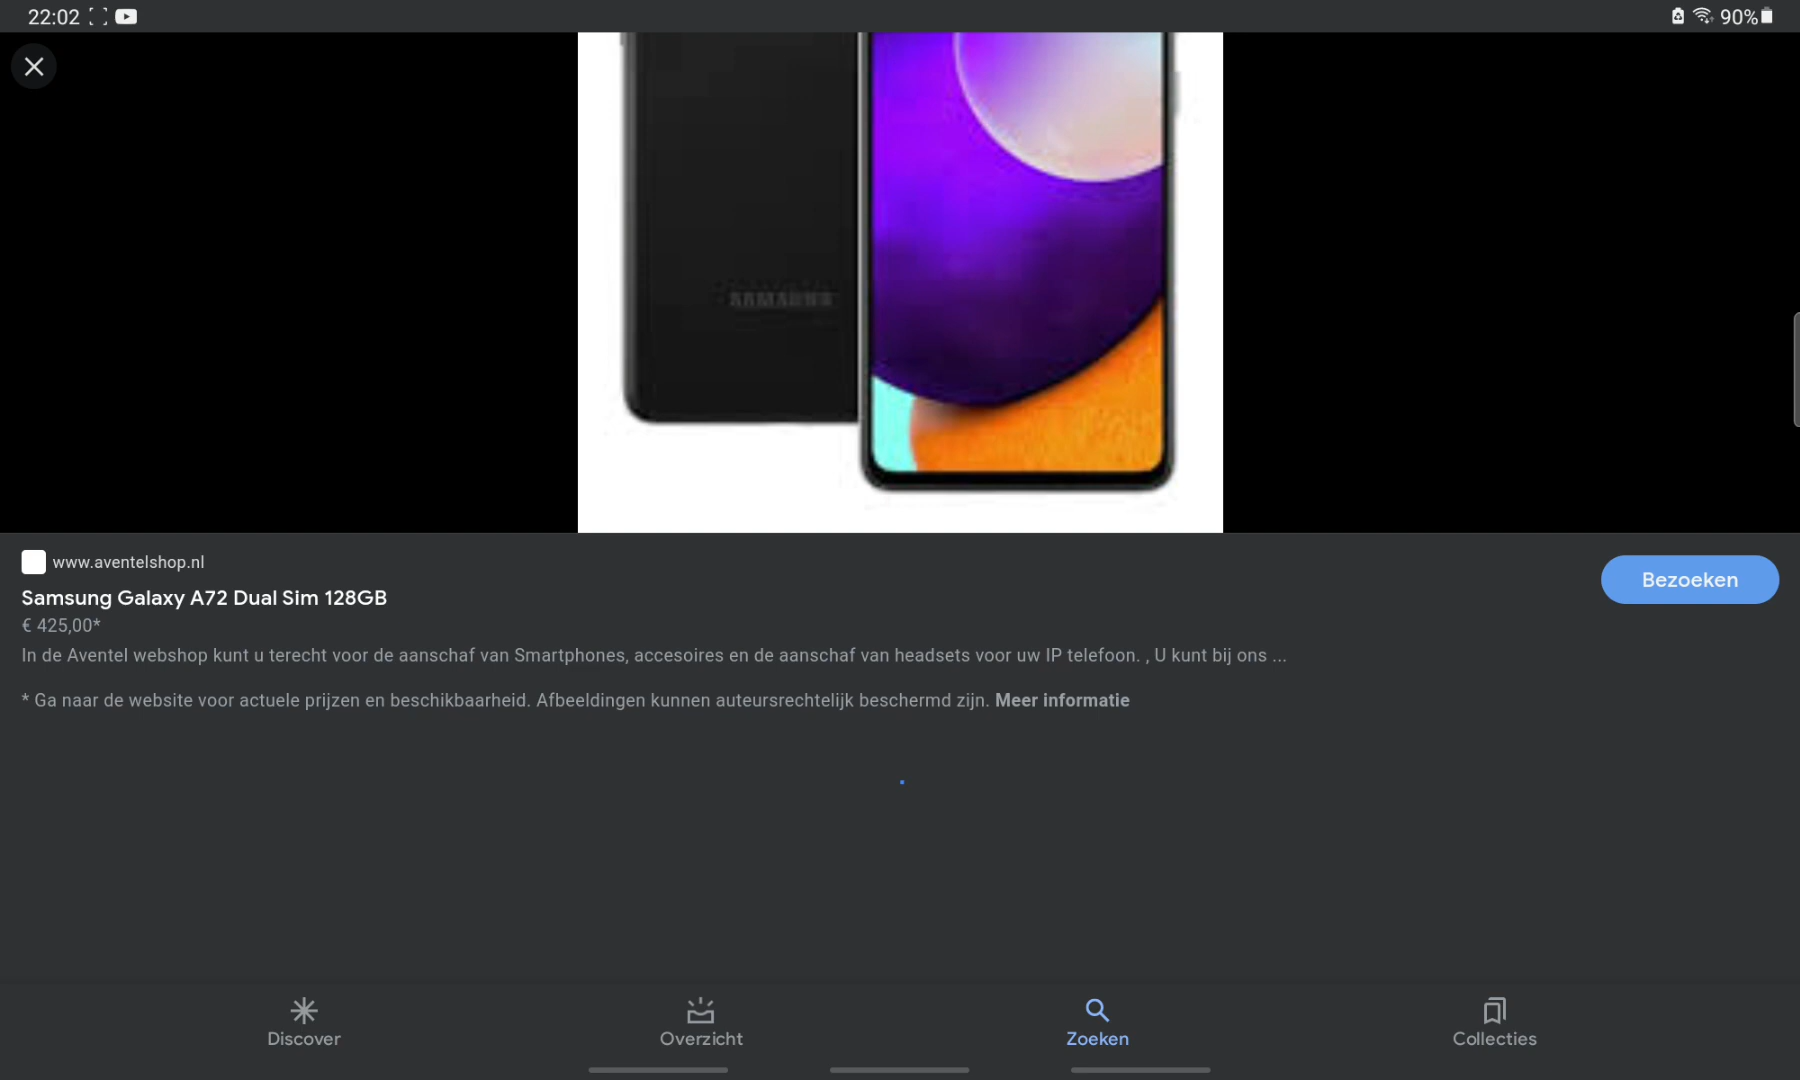 22:02
90%
SAMSUNG
www.aventelshop.nl
Bezoeken
Samsung Galaxy A72 Dual Sim 128GB
€ 425,00*
In de Aventel webshop kunt u terecht voor de aanschaf van Smartphones, accesoires en de aanschaf van headsets voor uw IP telefoon. , U kunt bij ons ...
* Ga naar de website voor actuele prijzen en beschikbaarheid. Afbeeldingen kunnen auteursrechtelijk beschermd zijn. Meer informatie
Discover
Overzicht
Zoeken
Collecties